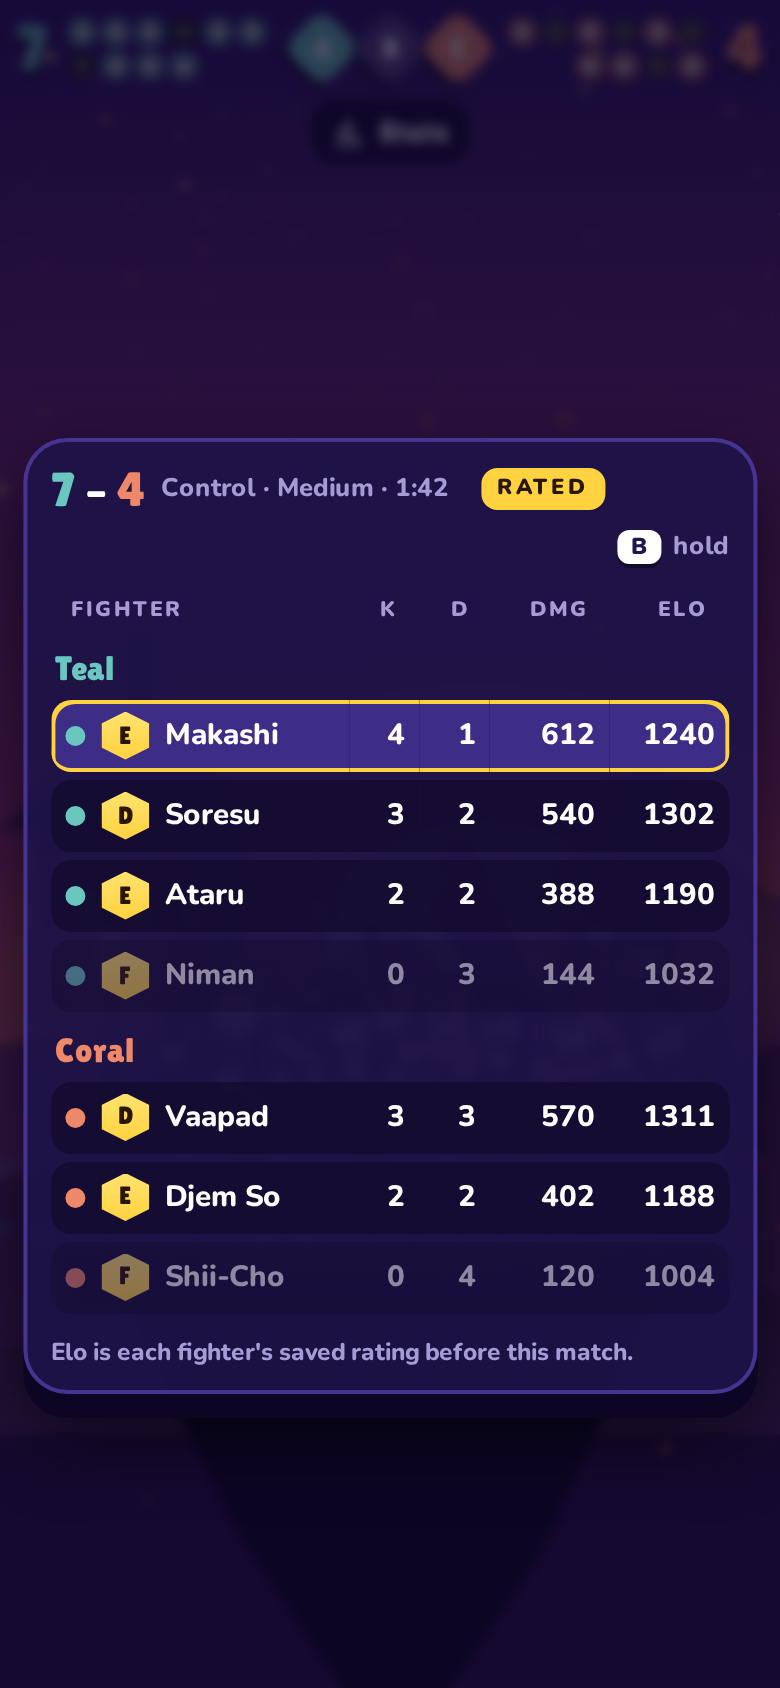 7 4
Stats
7 - 4 Control · Medium · 1:42 RATED
B hold
FIGHTER K D DMG ELO
Teal
E Makashi 4 1 612 1240
D Soresu 3 2 540 1302
E Ataru 2 2 388 1190
F Niman 0 3 144 1032
Coral
D Vaapad 3 3 570 1311
E Djem So 2 2 402 1188
F Shii-Cho 0 4 120 1004
Elo is each fighter's saved rating before this match.